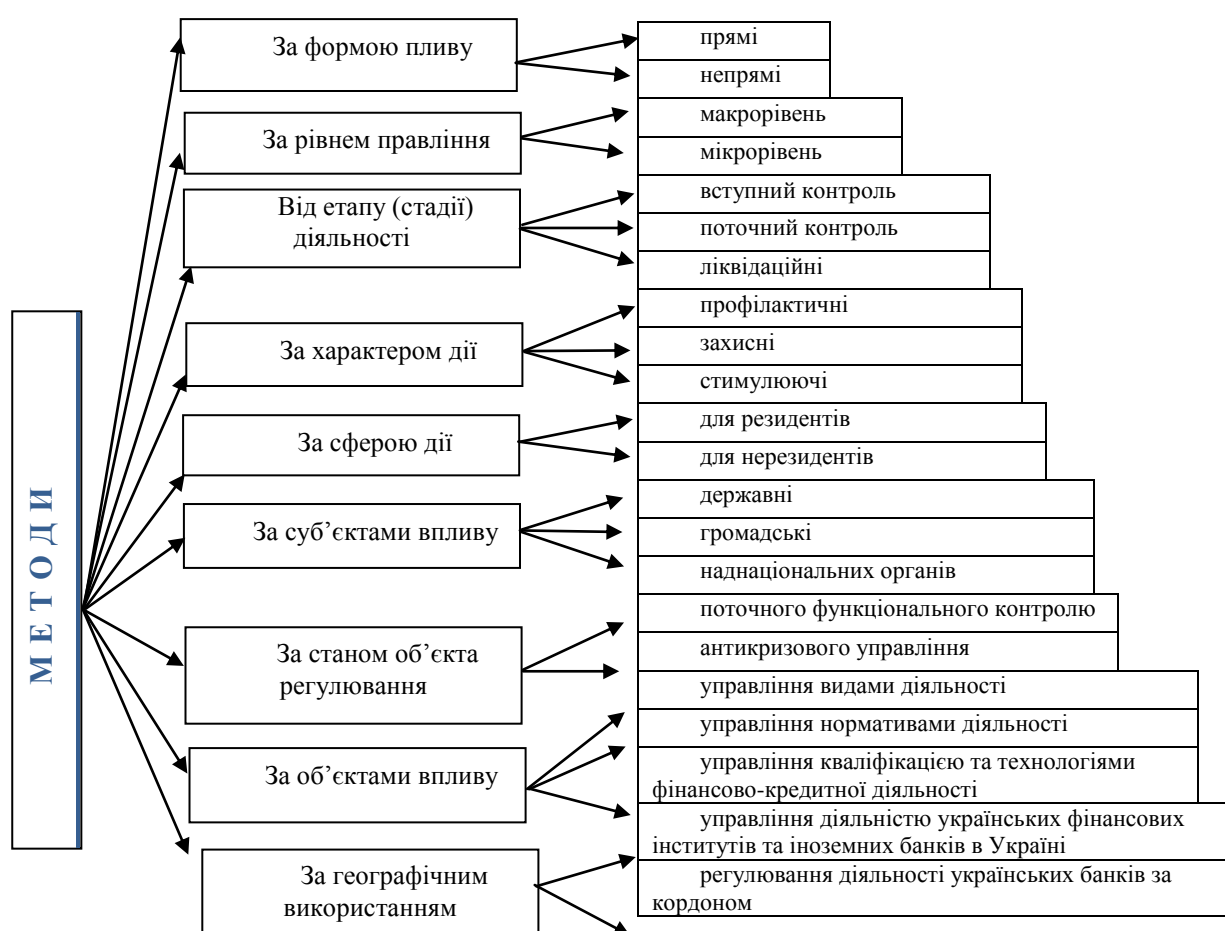 МЕТОДИ
За формою пливу
прямі
непрямі
За рівнем правління
макрорівень
мікрорівень
Від етапу (стадії)
діяльності
вступний контроль
поточний контроль
ліквідаційні
За характером дії
профілактичні
захисні
стимулюючі
За сферою дії
для резидентів
для нерезидентів
За суб’єктами впливу
державні
громадські
наднаціональних органів
За станом об’єкта
регулювання
поточного функціонального контролю
антикризового управління
За об’єктами впливу
управління видами діяльності
управління нормативами діяльності
управління кваліфікацією та технологіями
фінансово-кредитної діяльності
За географічним
використанням
управління діяльністю українських фінансових
інститутів та іноземних банків в Україні
регулювання діяльності українських банків за
кордоном